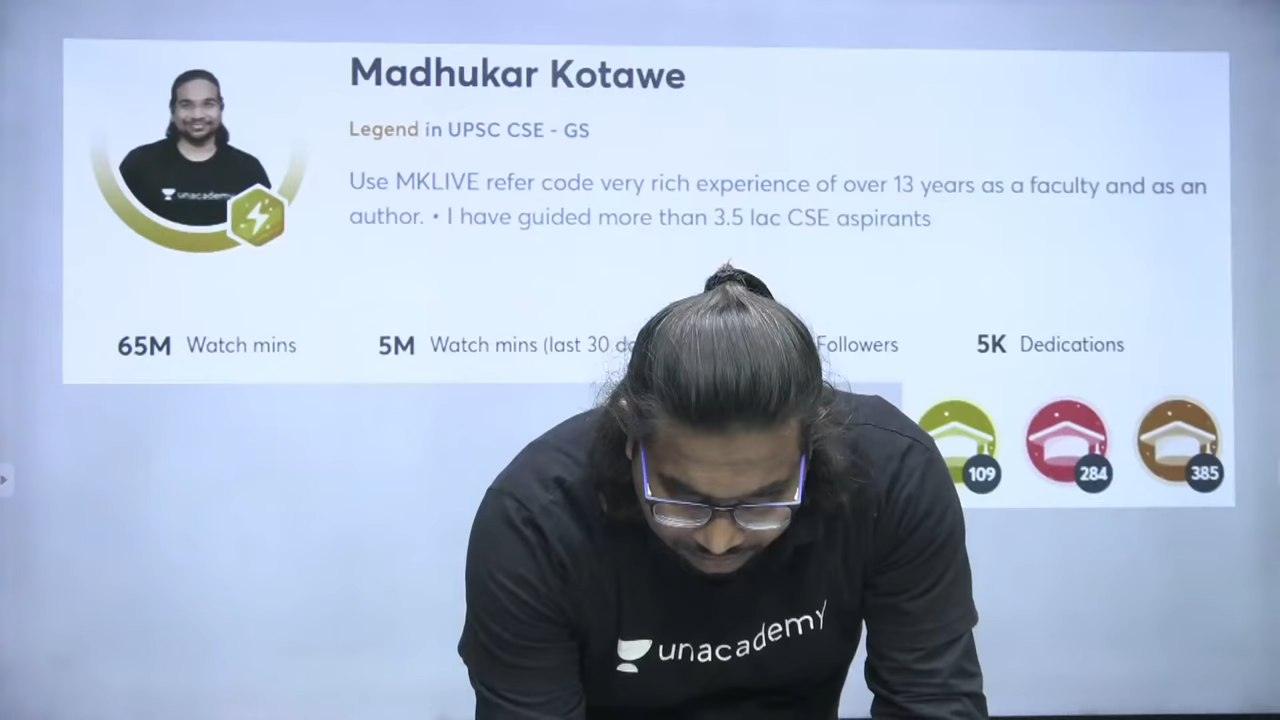 Madhukar Kotawe
Legend in UPSC CSE - GS
unacademy
Use MKLIVE refer code very rich experience of over 13 years as a faculty and as an
author. • I have guided more than 3.5 lac CSE aspirants
65M Watch mins
5M Watch mins (last 30
Followers
5K Dedications
109
284
385
unacademy